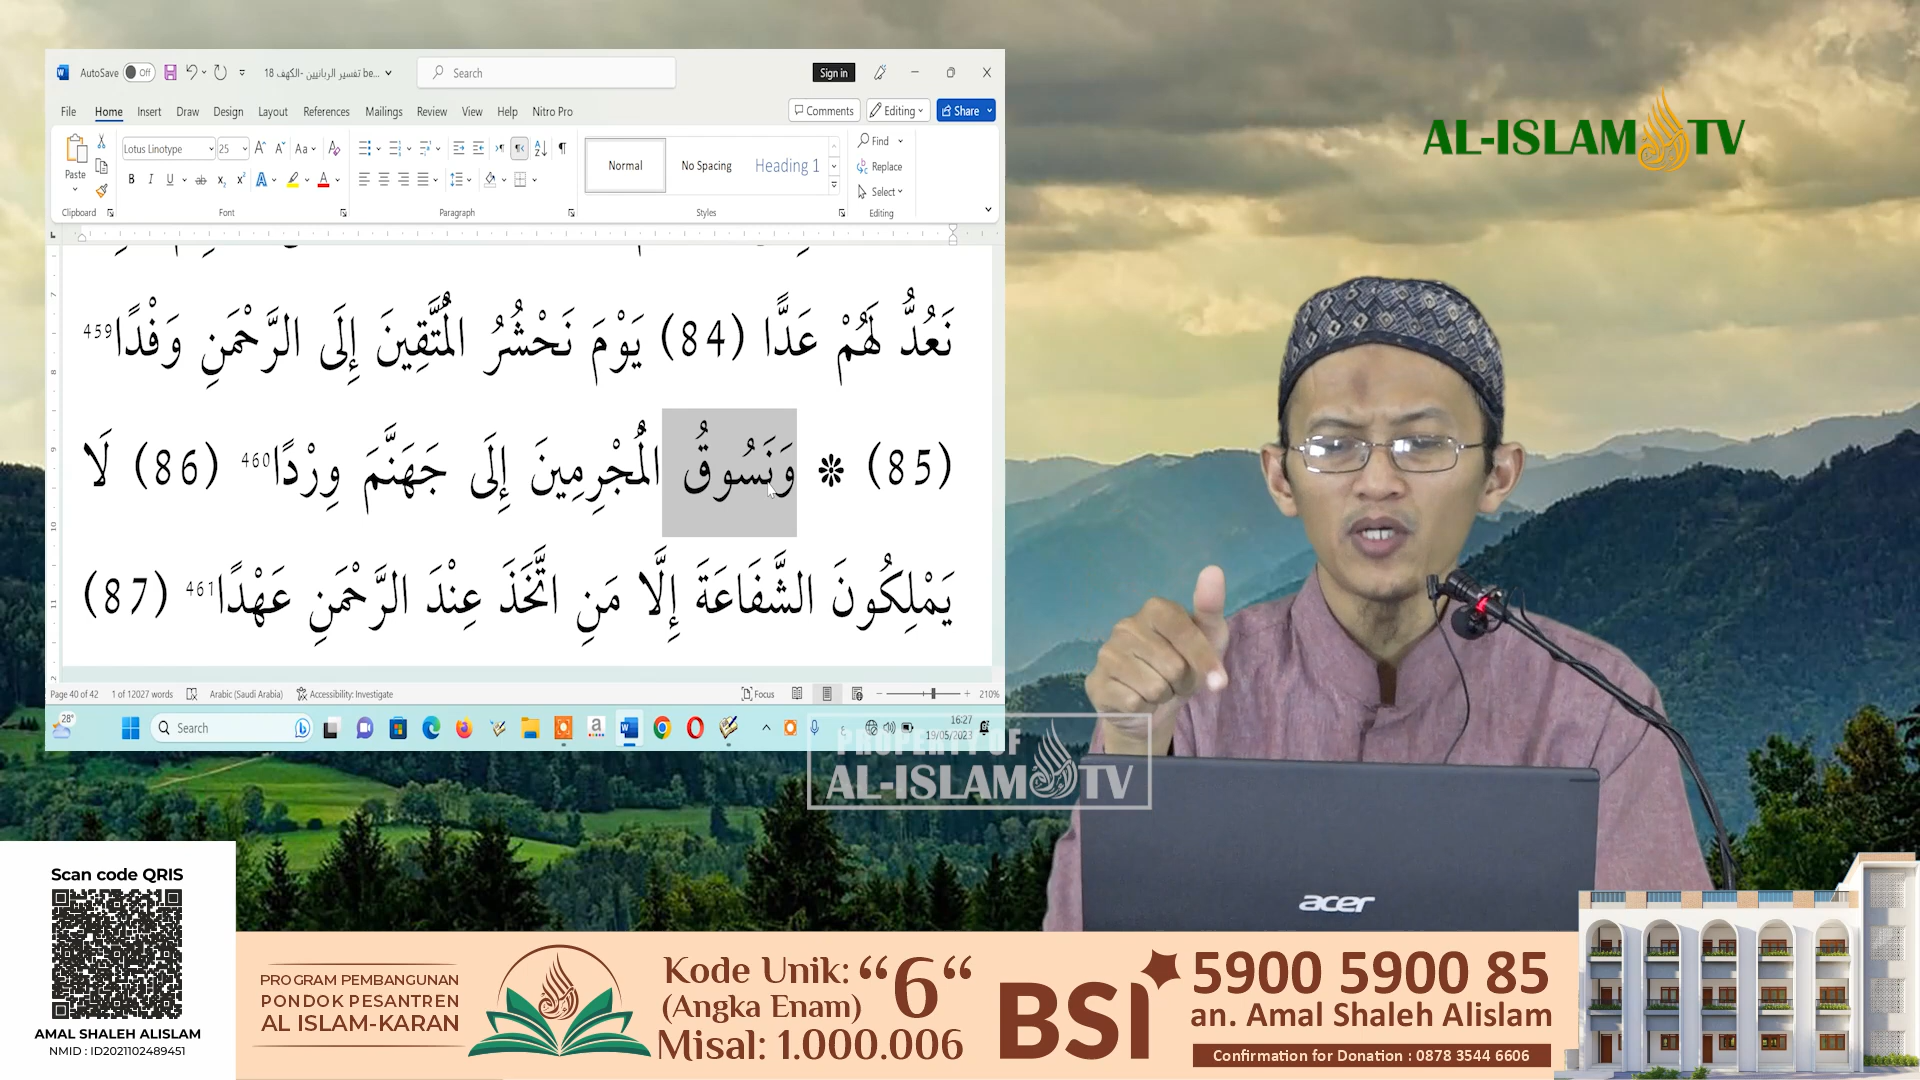 AutoSave Off تفسير الربانيين -الكهف 18 be... Search Sign in
File Home Insert Draw Design Layout References Mailings Review View Help Nitro Pro Comments Editing Share
Paste Lotus Linotype 25 Aa Normal No Spacing Heading 1 Find Replace Select
Clipboard Font Paragraph Styles Editing
نَعُدُّ لَهُمْ عَدًّا (84) يَوْمَ نَحْشُرُ الْمُتَّقِينَ إِلَى الرَّحْمَنِ وَفْدًا459
(85) ❊ وَنَسُوقُ الْمُجْرِمِينَ إِلَى جَهَنَّمَ وِرْدًا460 (86) لَا
يَمْلِكُونَ الشَّفَاعَةَ إِلَّا مَنِ اتَّخَذَ عِنْدَ الرَّحْمَنِ عَهْدًا461 (87)
Page 40 of 42 1 of 12027 words Arabic (Saudi Arabia) Accessibility: Investigate Focus 210%
28° Search 16:27
19/05/2023
AL-ISLAM TV
PROPERTY OF
AL-ISLAM TV
acer
Scan code QRIS
AMAL SHALEH ALISLAM
NMID : ID2021102489451
PROGRAM PEMBANGUNAN
PONDOK PESANTREN
AL ISLAM-KARAN
Kode Unik: “6“
(Angka Enam)
Misal: 1.000.006
BSI
5900 5900 85
an. Amal Shaleh Alislam
Confirmation for Donation : 0878 3544 6606